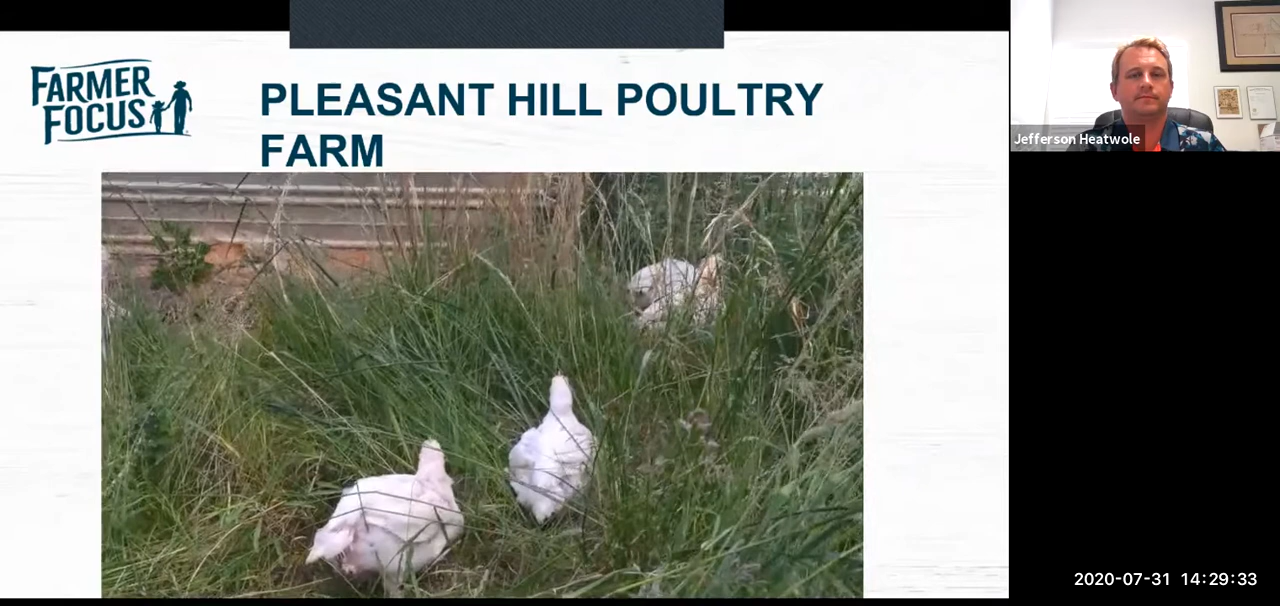 FARMER
FOCUS
PLEASANT HILL POULTRY
FARM
Jefferson Heatwole
2020-07-31 14:29:33